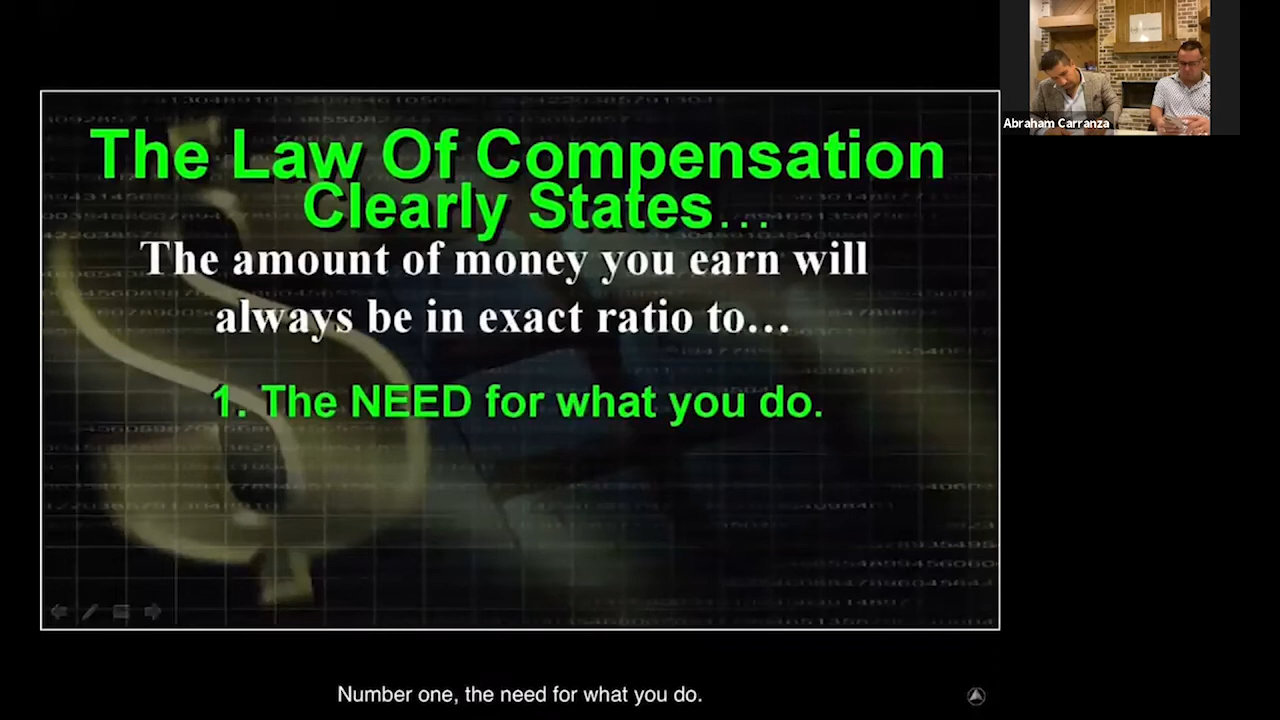 The Law Of Compensation
Clearly States...
The amount of money you earn will
always be in exact ratio to...
1. The NEED for what you do.
Abraham Carranza
Number one, the need for what you do.